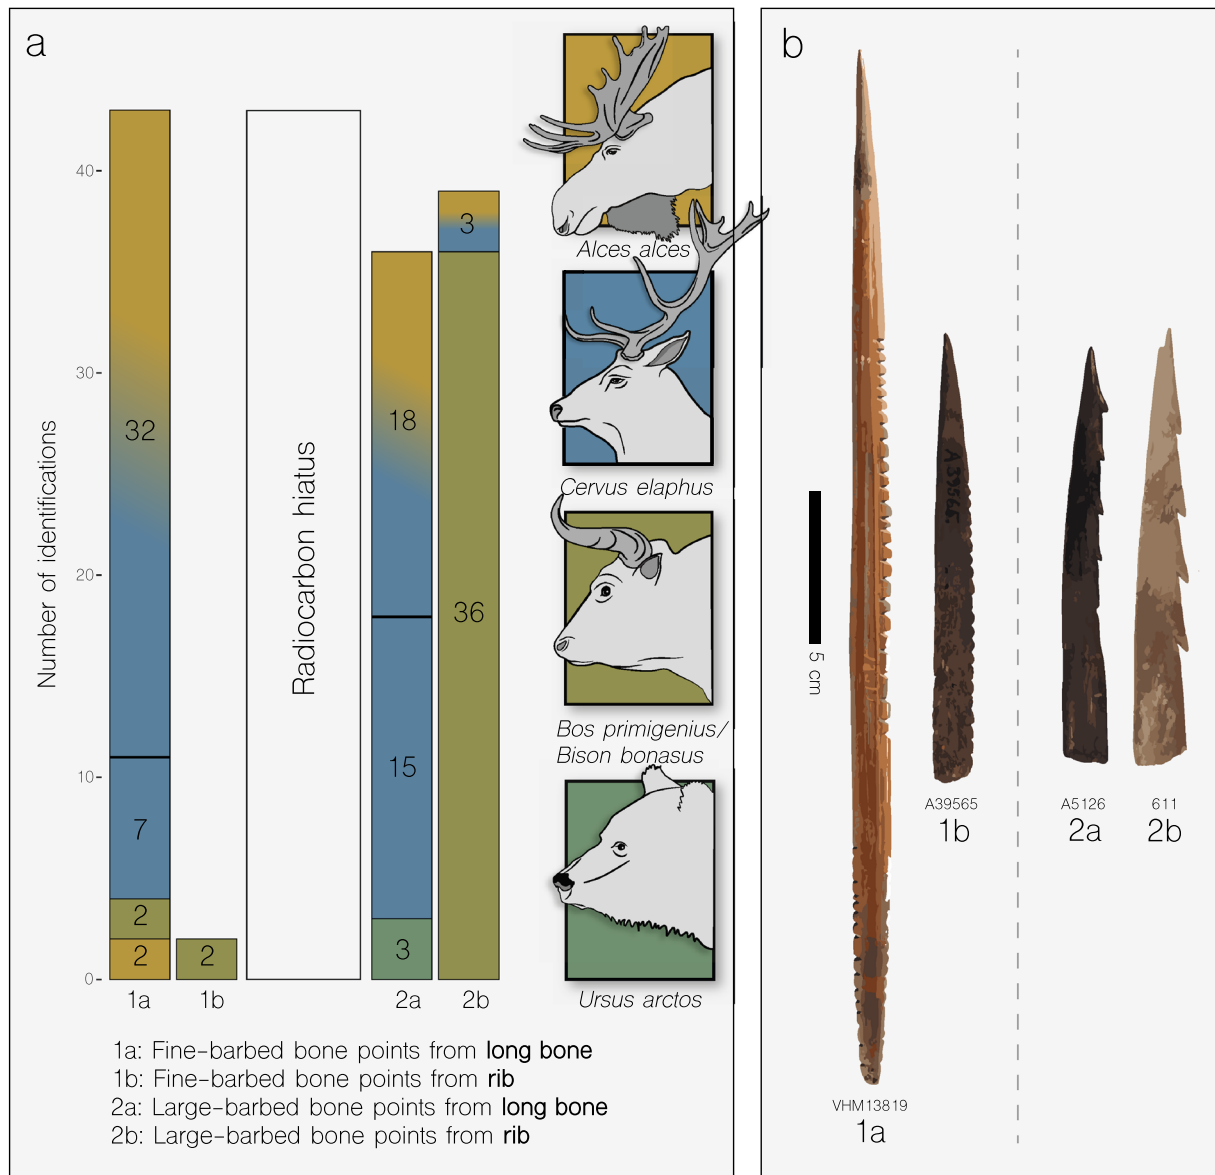 a
Number of identifications
40
30
20
10
0
32
7
2
2
2
Radiocarbon hiatus
18
15
3
3
36
1a
1b
2a
2b
Alces alces
Cervus elaphus
Bos primigenius/
Bison bonasus
Ursus arctos
1a: Fine-barbed bone points from long bone
1b: Fine-barbed bone points from rib
2a: Large-barbed bone points from long bone
2b: Large-barbed bone points from rib
b
5 cm
A39565.
VHM13819
1a
A39565
1b
A5126
2a
611
2b